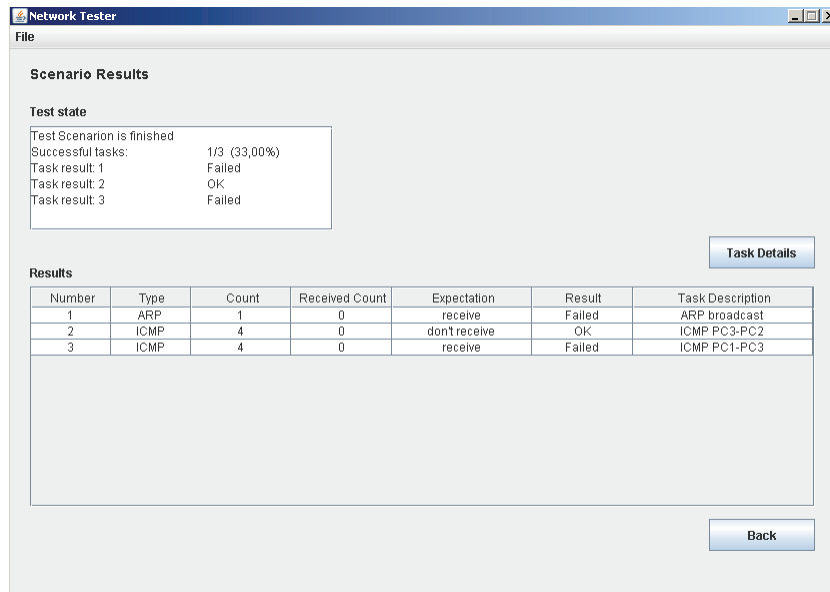 Network Tester
File
Scenario Results
Test state
Test Scenarion is finished
Successful tasks: 1/3 (33,00%)
Task result: 1 Failed
Task result: 2 OK
Task result: 3 Failed
Task Details
Results
Number Type Count Received Count Expectation Result Task Description
1 ARP 1 0 receive Failed ARP broadcast
2 ICMP 4 0 don't receive OK ICMP PC3-PC2
3 ICMP 4 0 receive Failed ICMP PC1-PC3
Back